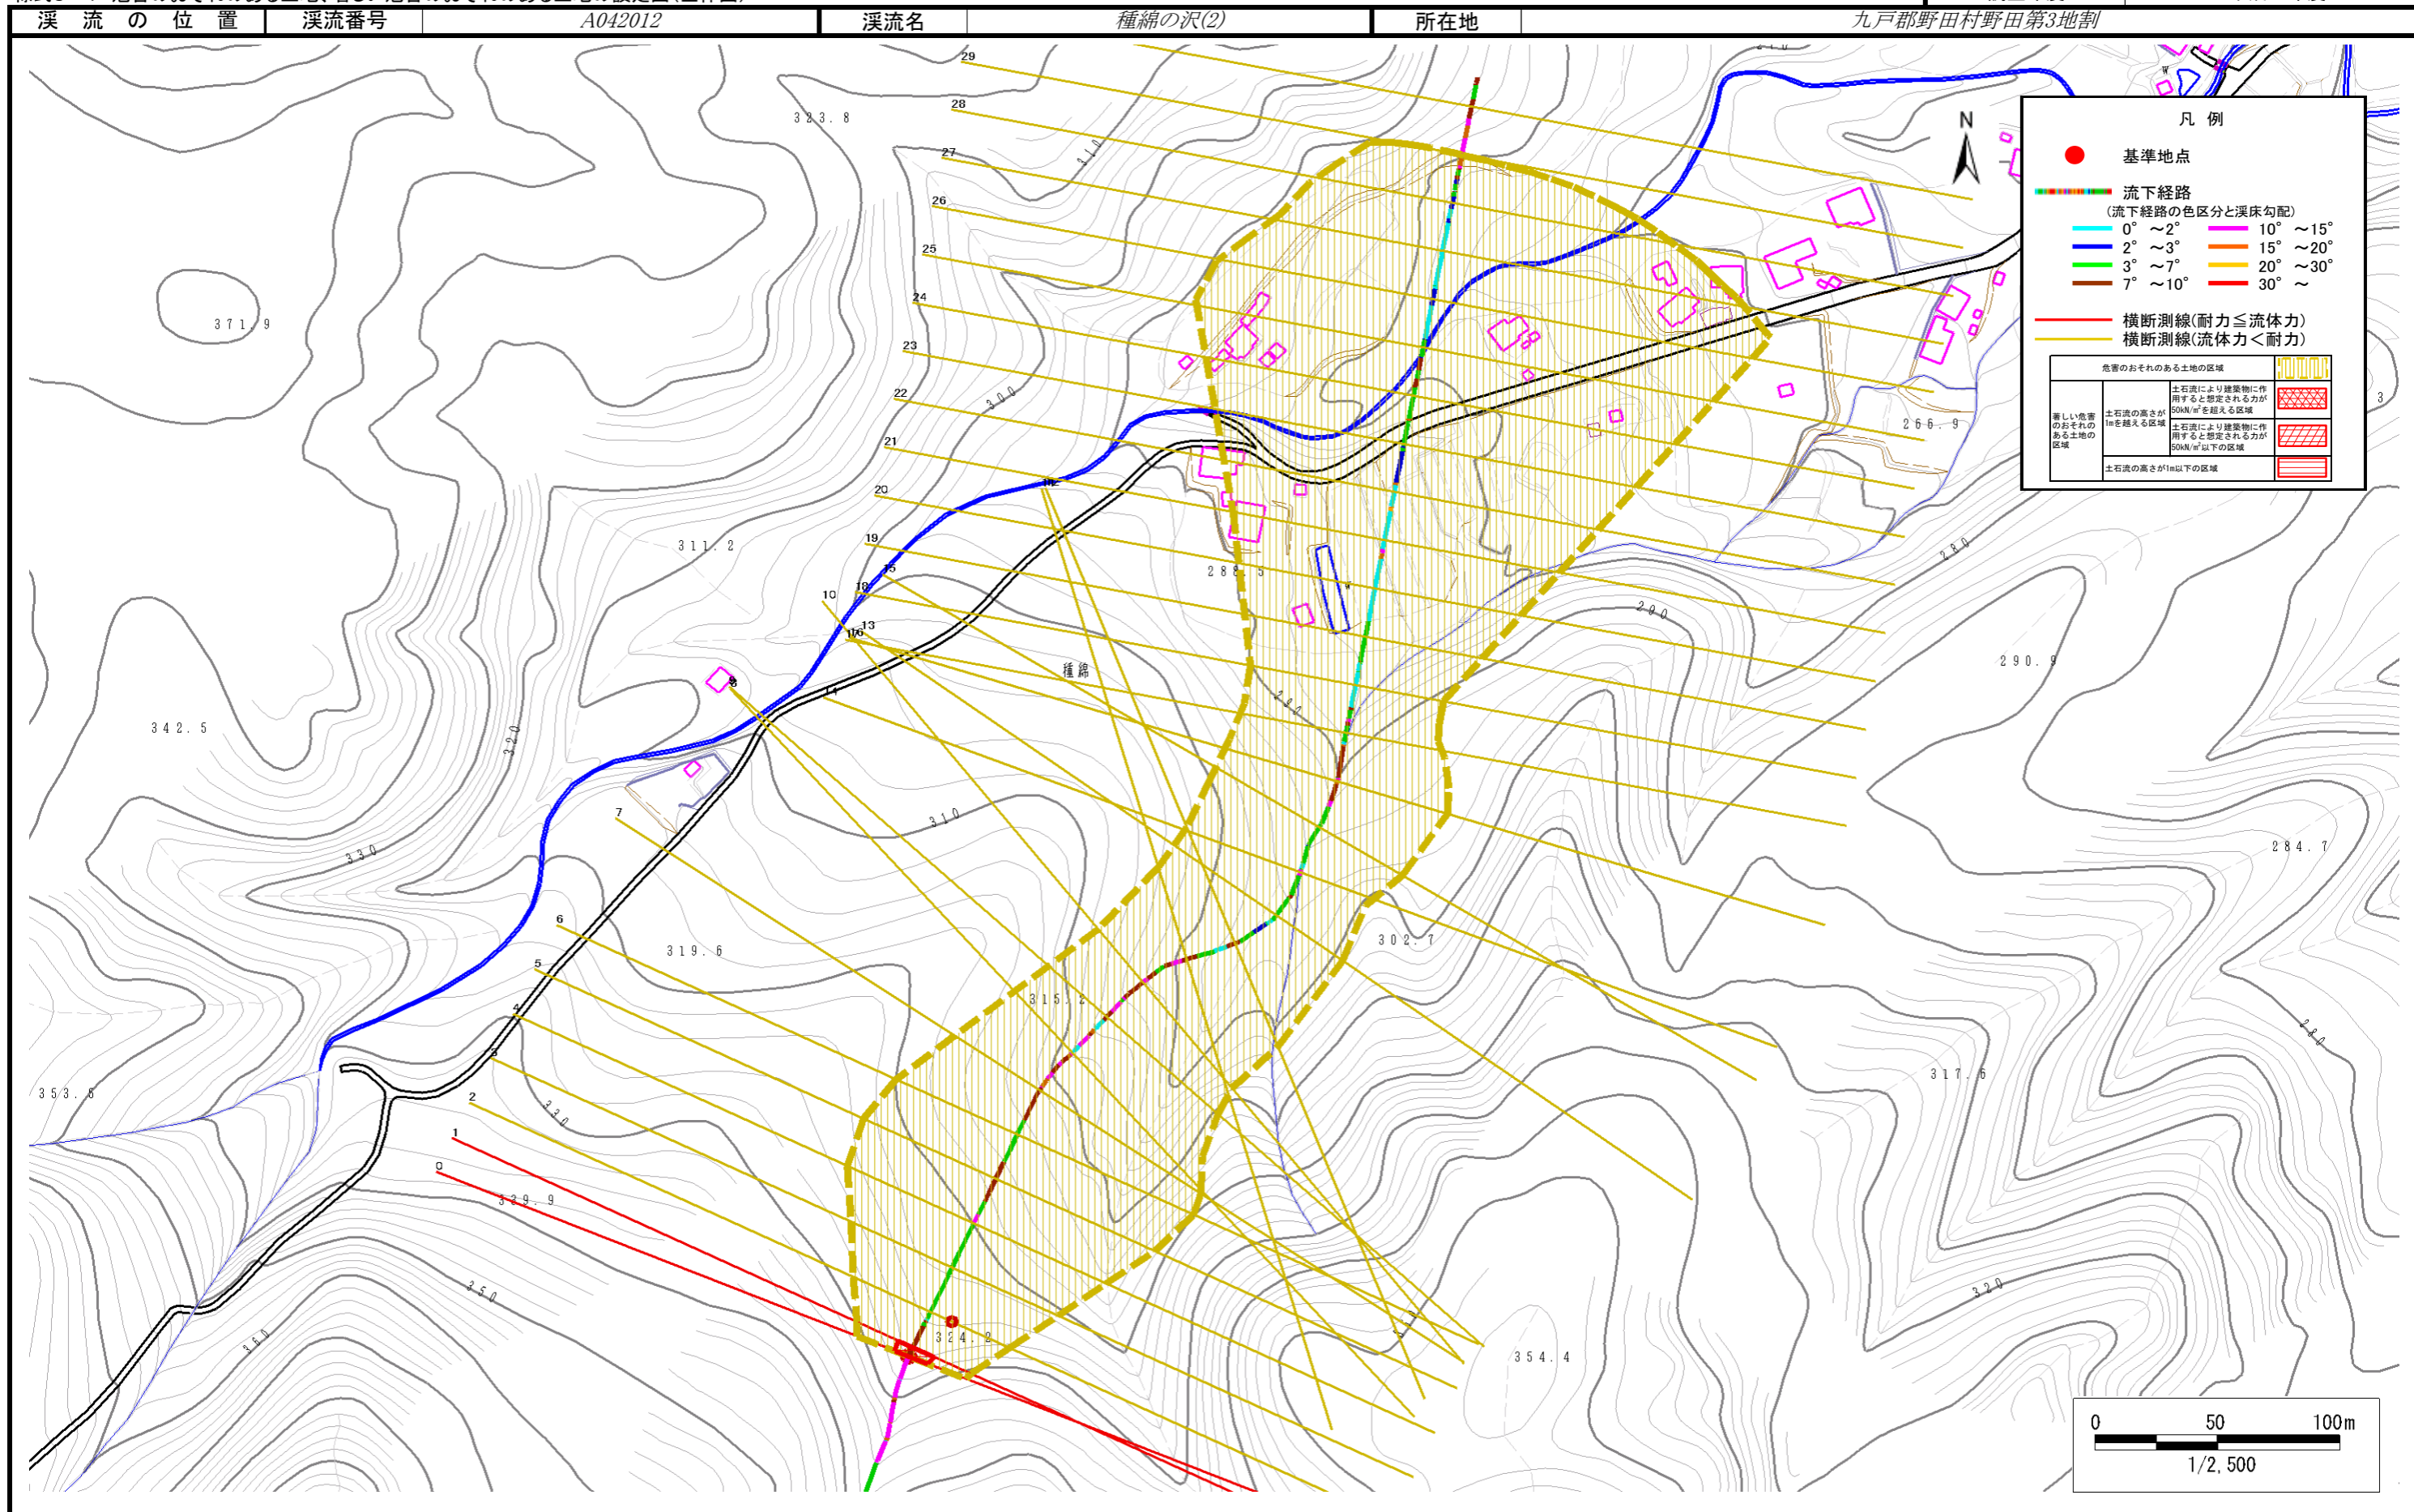 渓流の位置 渓流番号 A042012 渓流名 種綿の沢(2) 所在地 九戸郡野田村野田第3地割
凡 例
基準地点
流下経路
(流下経路の色区分と渓床勾配)
0° ～2° 10° ～15°
2° ～3° 15° ～20°
3° ～7° 20° ～30°
7° ～10° 30° ～
横断測線(耐力≦流体力)
横断測線(流体力＜耐力)
危害のおそれのある土地の区域
著しい危害のおそれのある土地の区域
土石流の高さが1mを越える区域
土石流により建築物に作用すると想定される力が50kN/㎡を超える区域
土石流により建築物に作用すると想定される力が50kN/㎡以下の区域
土石流の高さが1m以下の区域
N
29
28
27
26
25
24
23
22
21
20
19
18
15
10
13
16
14
7
6
5
4
3
2
1
0
323.8
310
371.9
300
266.9
311.2
288.5
280
290
280
290.9
種綿
342.5
320
310
330
284.7
319.6
302.7
315.2
280
353.6
317.6
330
339.9
350
360
324.2
310
354.4
320
W
W
0 50 100m
1/2,500